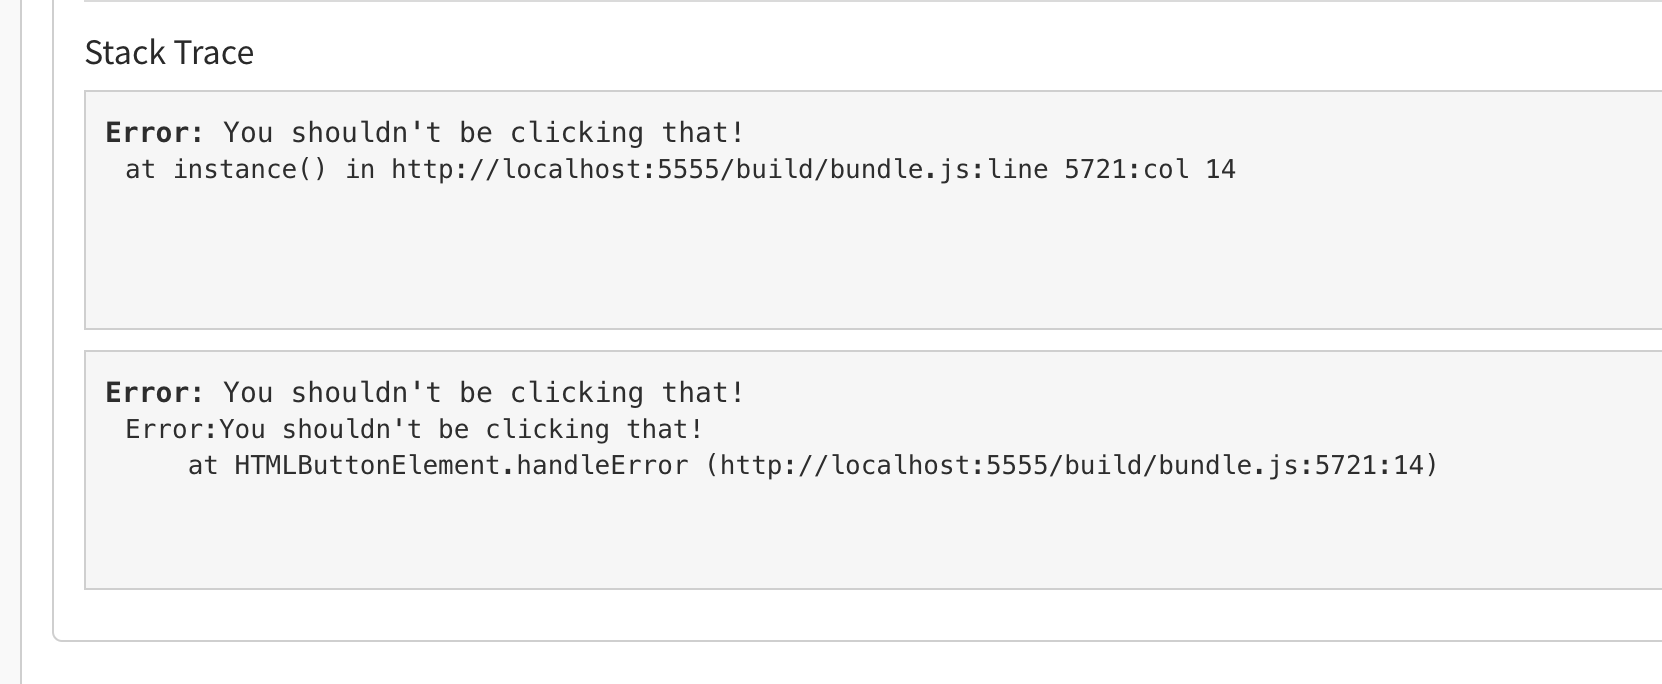 Stack Trace
Error: You shouldn't be clicking that!
at instance() in http://localhost:5555/build/bundle.js:line 5721:col 14
Error: You shouldn't be clicking that!
Error:You shouldn't be clicking that!
at HTMLButtonElement.handleError (http://localhost:5555/build/bundle.js:5721:14)